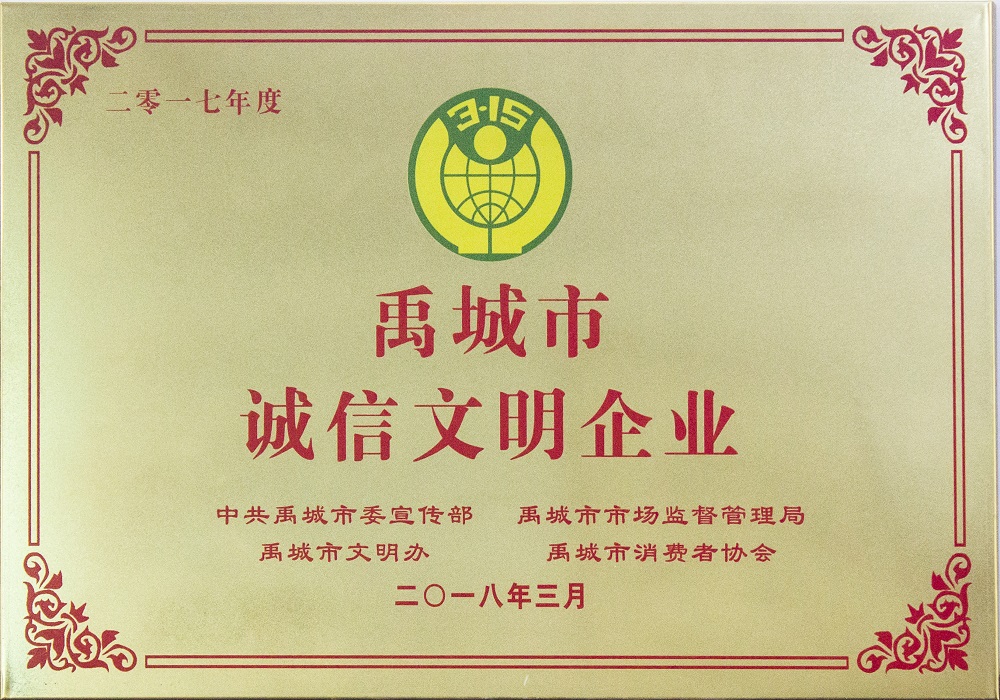 二零一七年度
3·15
禹城市
诚信文明企业
中共禹城市委宣传部 禹城市市场监督管理局
禹城市文明办 禹城市消费者协会
二〇一八年三月